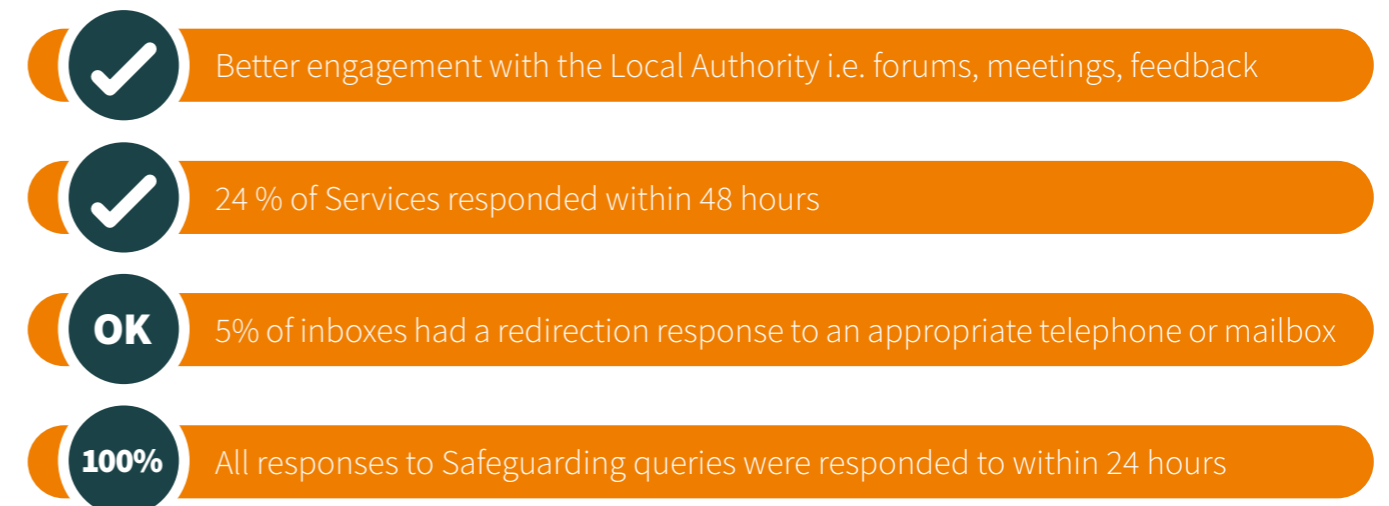 Better engagement with the Local Authority i.e. forums, meetings, feedback
24 % of Services responded within 48 hours
OK
5% of inboxes had a redirection response to an appropriate telephone or mailbox
100%
All responses to Safeguarding queries were responded to within 24 hours